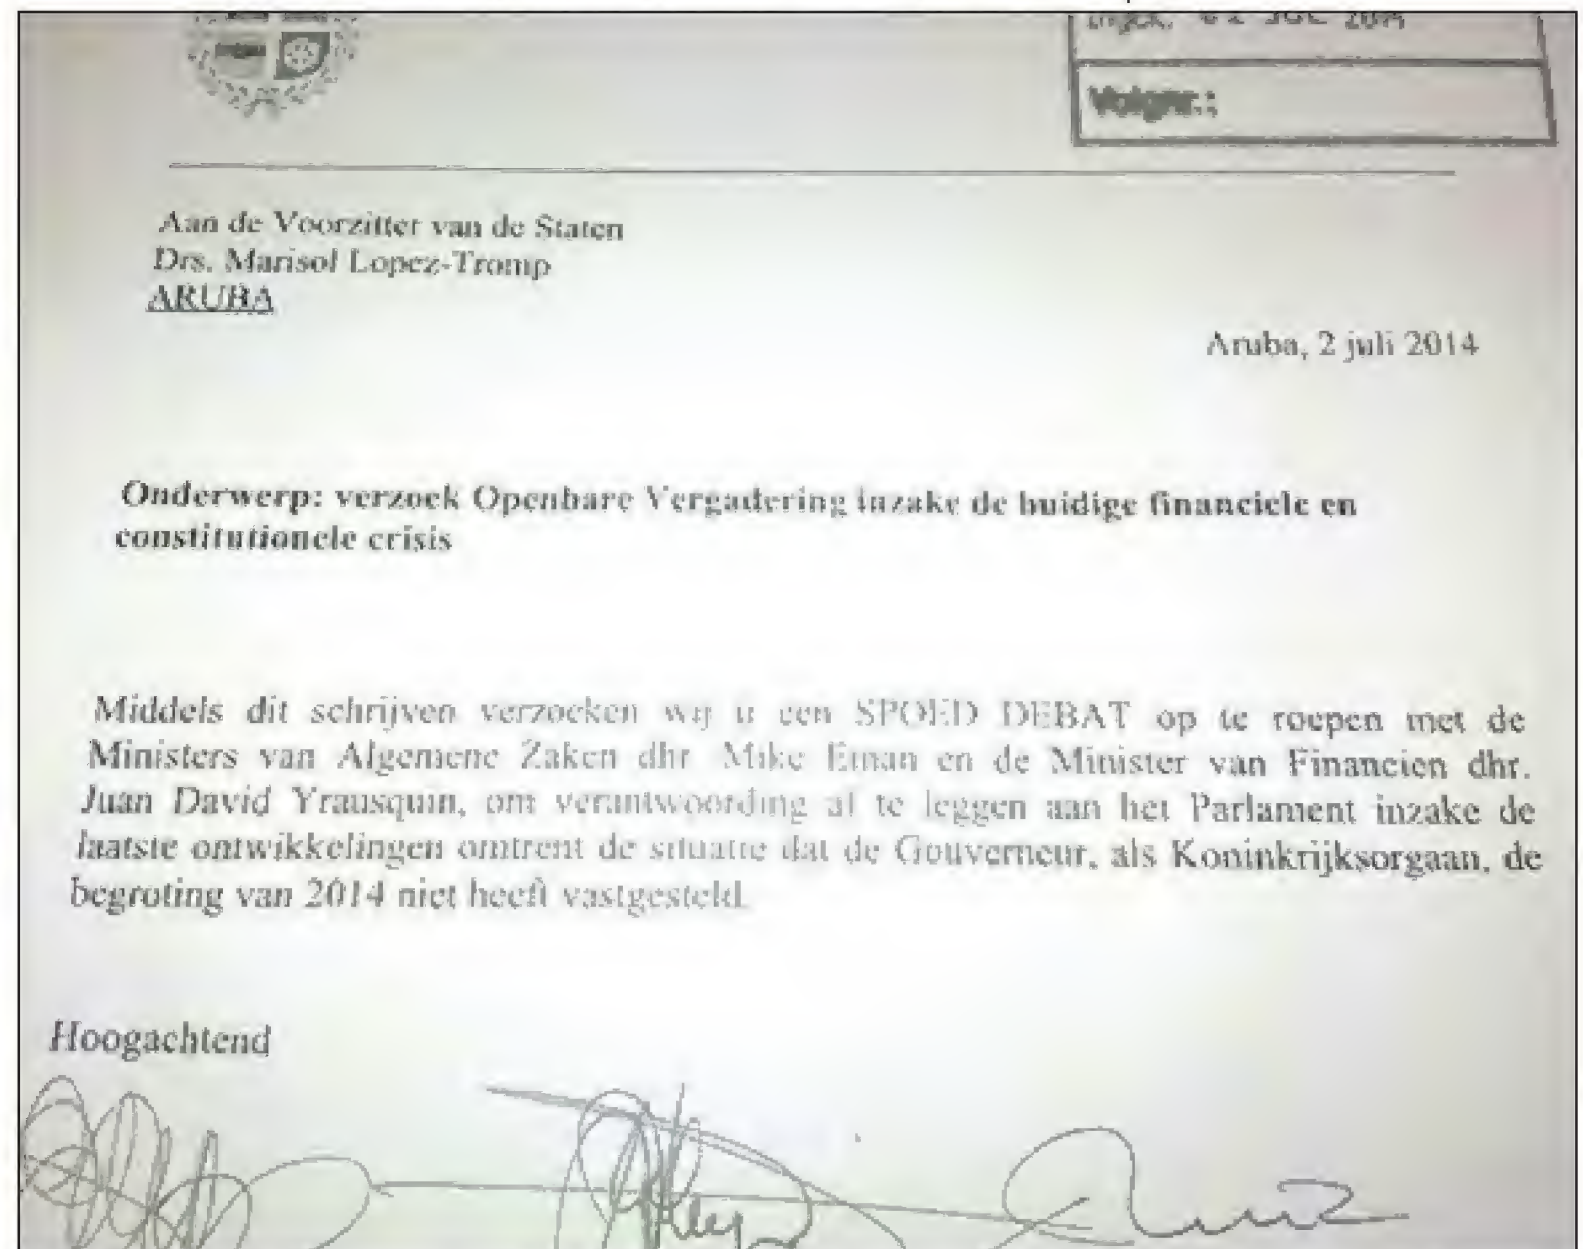 02 JUL 2014
Volgnr.:
Aan de Voorzitter van de Staten
Drs. Marisol Lopez-Tromp
ARUBA
Aruba, 2 juli 2014
Onderwerp: verzoek Openbare Vergadering inzake de huidige financiele en
constitutionele crisis
Middels dit schrijven verzoeken wij u een SPOED DEBAT op te roepen met de
Ministers van Algemene Zaken dhr. Mike Eman en de Minister van Financien dhr.
Juan David Yrausquin, om verantwoording af te leggen aan het Parlament inzake de
laatste ontwikkelingen omtrent de situatie dat de Gouverneur, als Koninkrijksorgaan, de
begroting van 2014 niet heeft vastgesteld.
Hoogachtend